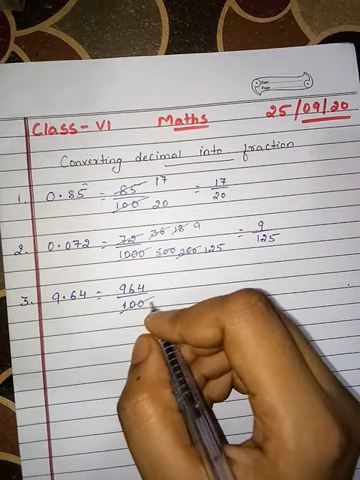 Date
Page
Class-VI Maths 25/09/20
Converting decimal into fraction
1. 0.85 = 85/100 17/20 = 17/20
2. 0.072 = 72/1000 36/500 18/250 9/125 = 9/125
3. 9.64 = 964/100